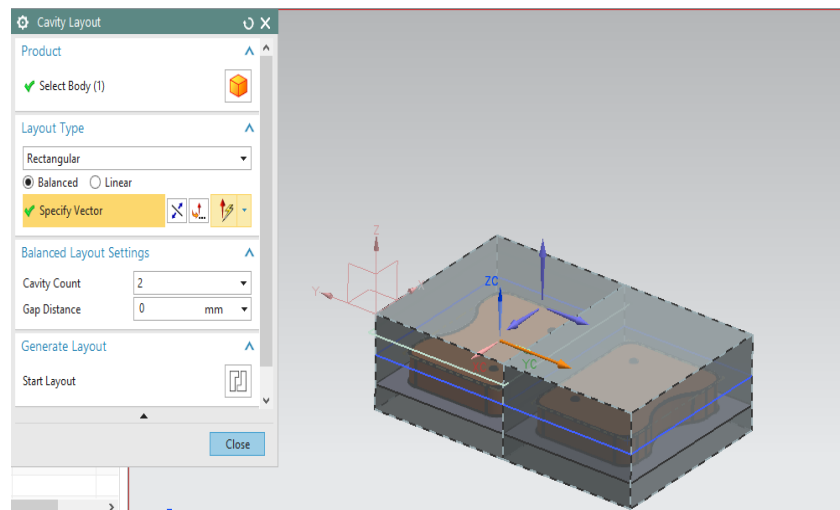 Cavity Layout
Product
Select Body (1)
Layout Type
Rectangular
Balanced Linear
Specify Vector
Balanced Layout Settings
Cavity Count 2
Gap Distance 0 mm
Generate Layout
Start Layout
Close
Z
Y
ZC
YC